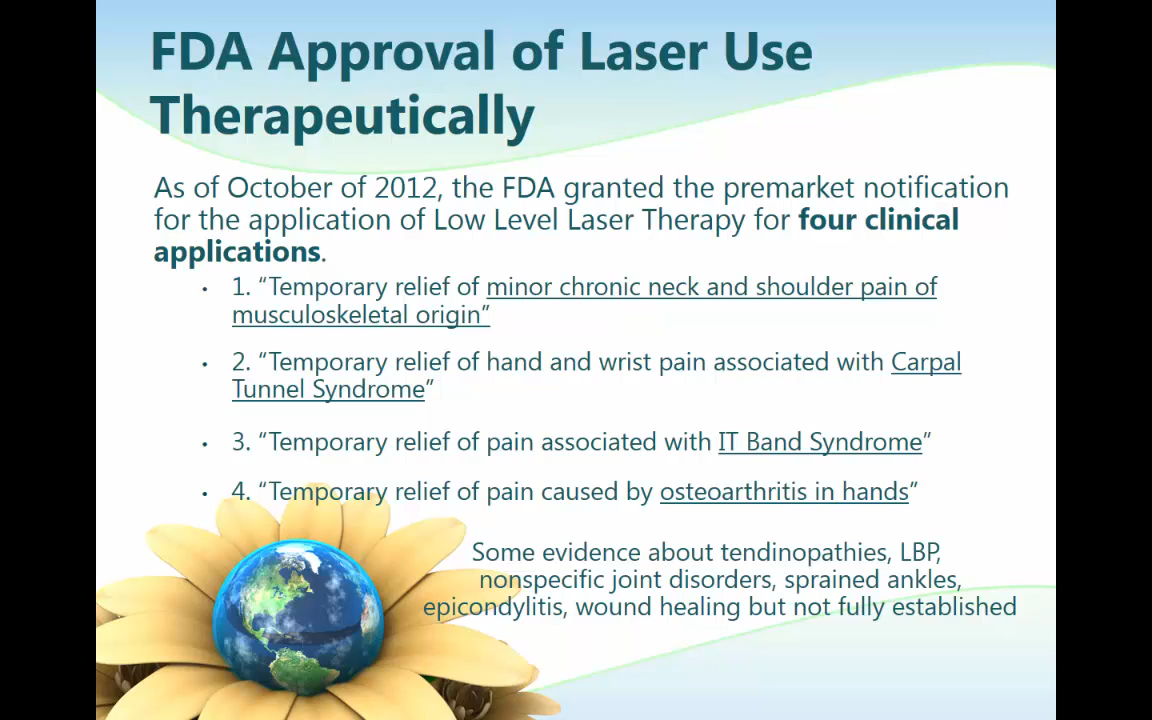 FDA Approval of Laser Use
Therapeutically
As of October of 2012, the FDA granted the premarket notification
for the application of Low Level Laser Therapy for four clinical
applications.
• 1. “Temporary relief of minor chronic neck and shoulder pain of
musculoskeletal origin”
• 2. “Temporary relief of hand and wrist pain associated with Carpal
Tunnel Syndrome”
• 3. “Temporary relief of pain associated with IT Band Syndrome”
• 4. “Temporary relief of pain caused by osteoarthritis in hands”
Some evidence about tendinopathies, LBP,
nonspecific joint disorders, sprained ankles,
epicondylitis, wound healing but not fully established